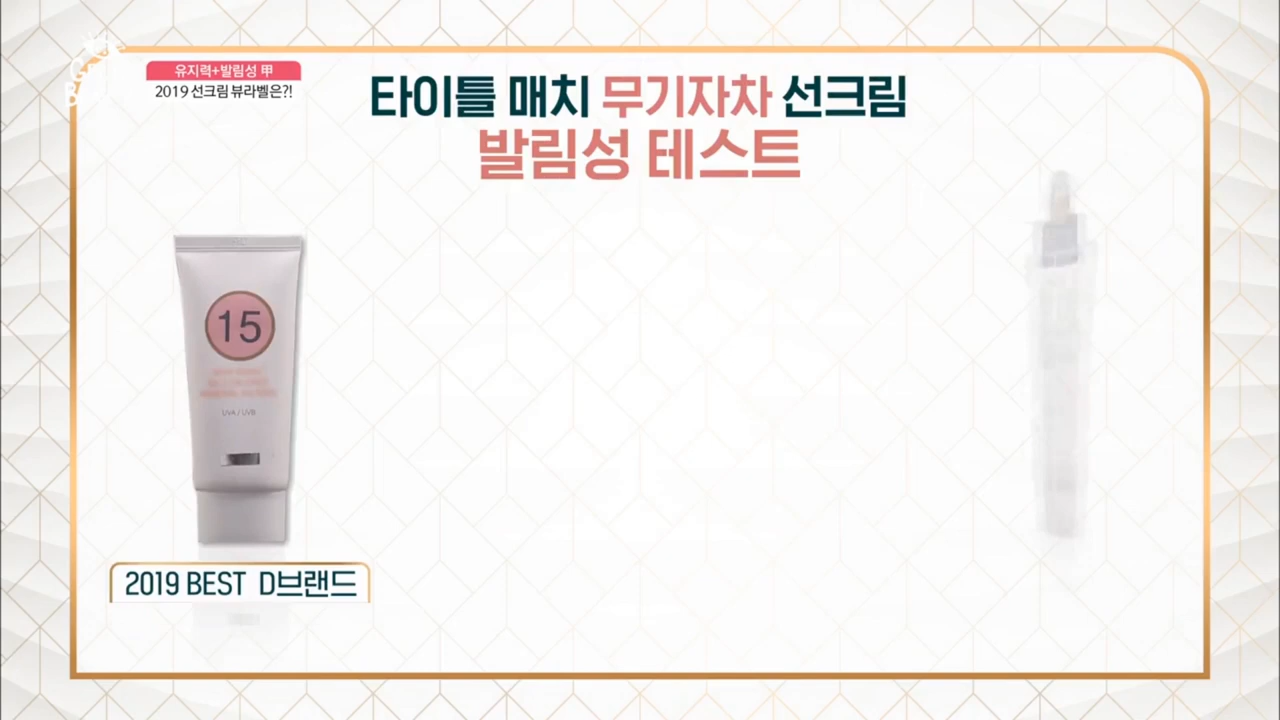 유지력+발림성 甲
2019 선크림 뷰라벨은?!
타이틀 매치 무기자차 선크림
발림성 테스트
15
UVA / UVB
2019 BEST D브랜드